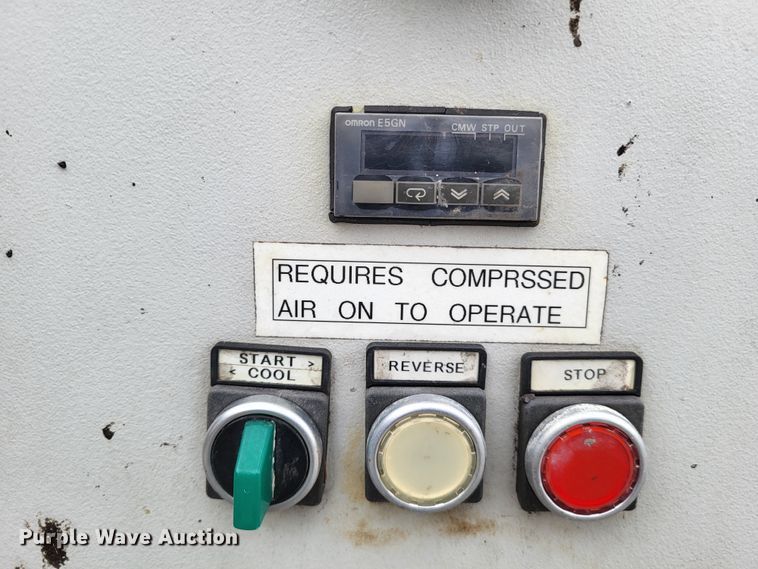 OMRON E5GN
CMW STP OUT
REQUIRES COMPRSSED
AIR ON TO OPERATE
START >
< COOL
REVERSE
STOP
Purple Wave Auction